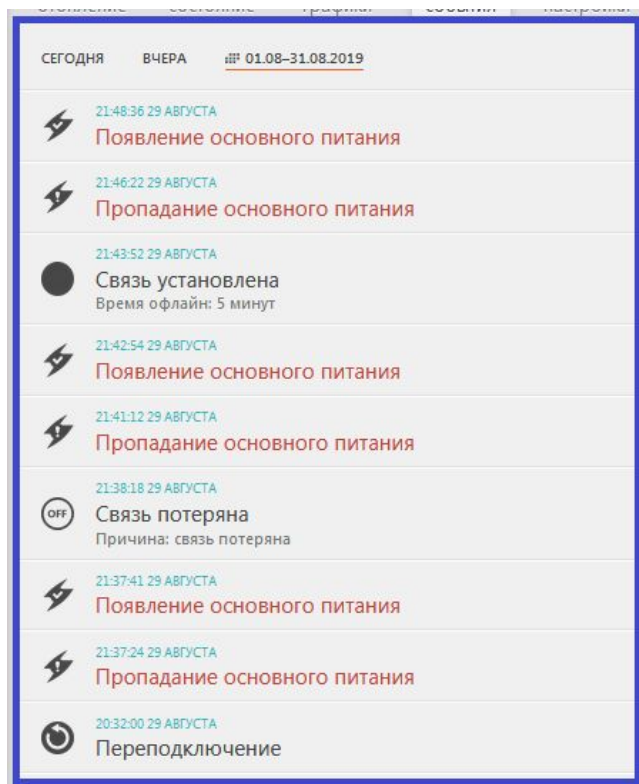 СЕГОДНЯ ВЧЕРА 01.08–31.08.2019
21:48:36 29 АВГУСТА
Появление основного питания
21:46:22 29 АВГУСТА
Пропадание основного питания
21:43:52 29 АВГУСТА
Связь установлена
Время офлайн: 5 минут
21:42:54 29 АВГУСТА
Появление основного питания
21:41:12 29 АВГУСТА
Пропадание основного питания
21:38:18 29 АВГУСТА
OFF
Связь потеряна
Причина: связь потеряна
21:37:41 29 АВГУСТА
Появление основного питания
21:37:24 29 АВГУСТА
Пропадание основного питания
20:32:00 29 АВГУСТА
Переподключение